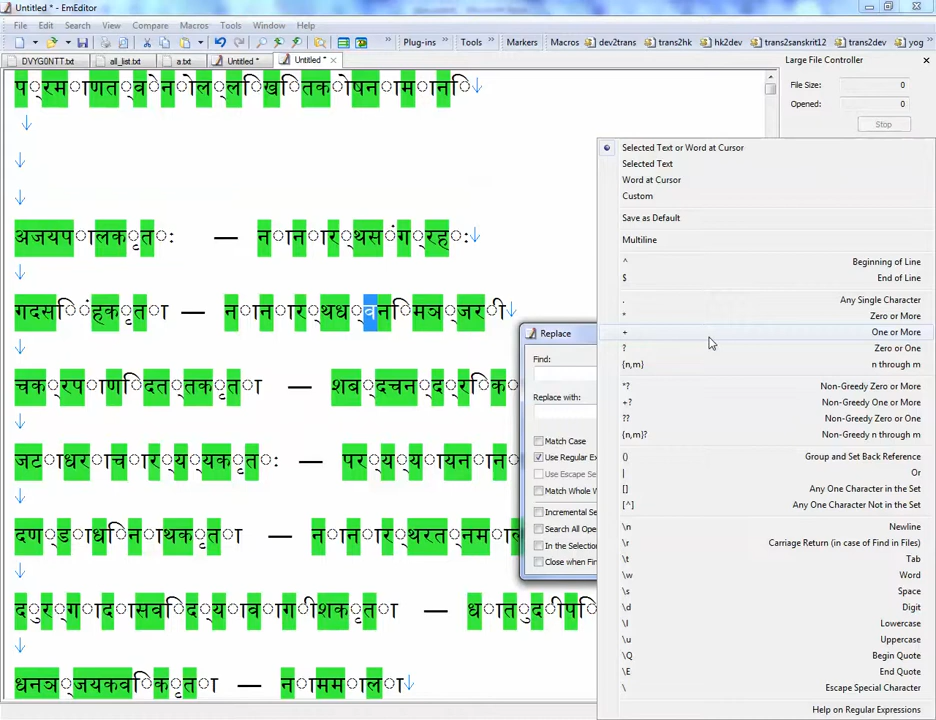 Untitled * - EmEditor
File Edit Search View Compare Macros Tools Window Help
Plug-ins Tools Markers Macros dev2trans trans2hk hk2dev trans2sanskrit12 trans2dev yog
DVYG0NTT.txt all_list.txt a.txt Untitled * Untitled *
Large File Controller
File Size: 0
Opened: 0
Stop
प्रमाणत्वेनोल्लिखितकोषनामानि↓
↓
↓
↓
अजयपालकृतः — नानार्थसंग्रहः↓
↓
गदसिंहकृता — नानार्थध्वनिमञ्जरी↓
↓
चक्रपाणिदत्तकृता — शब्दचन्द्रिक
↓
जटाधराचार्य्यकृतः — पर्य्यायनान
↓
दण्डाधिनाथकृता — नानार्थरत्नमाल
↓
दुर्गादासविद्यावागीशकृता — धातुदीपि
↓
धनञ्जयकविकृता — नाममाला↓
Replace
Find:
Replace with:
Match Case
Use Regular Ex
Use Escape Se
Match Whole W
Incremental Se
Search All Ope
In the Selectio
Close when Fin
Selected Text or Word at Cursor
Selected Text
Word at Cursor
Custom
Save as Default
Multiline
^ Beginning of Line
$ End of Line
. Any Single Character
* Zero or More
+ One or More
? Zero or One
{n,m} n through m
*? Non-Greedy Zero or More
+? Non-Greedy One or More
?? Non-Greedy Zero or One
{n,m}? Non-Greedy n through m
() Group and Set Back Reference
| Or
[] Any One Character in the Set
[^] Any One Character Not in the Set
\n Newline
\r Carriage Return (in case of Find in Files)
\t Tab
\w Word
\s Space
\d Digit
\l Lowercase
\u Uppercase
\Q Begin Quote
\E End Quote
\ Escape Special Character
Help on Regular Expressions